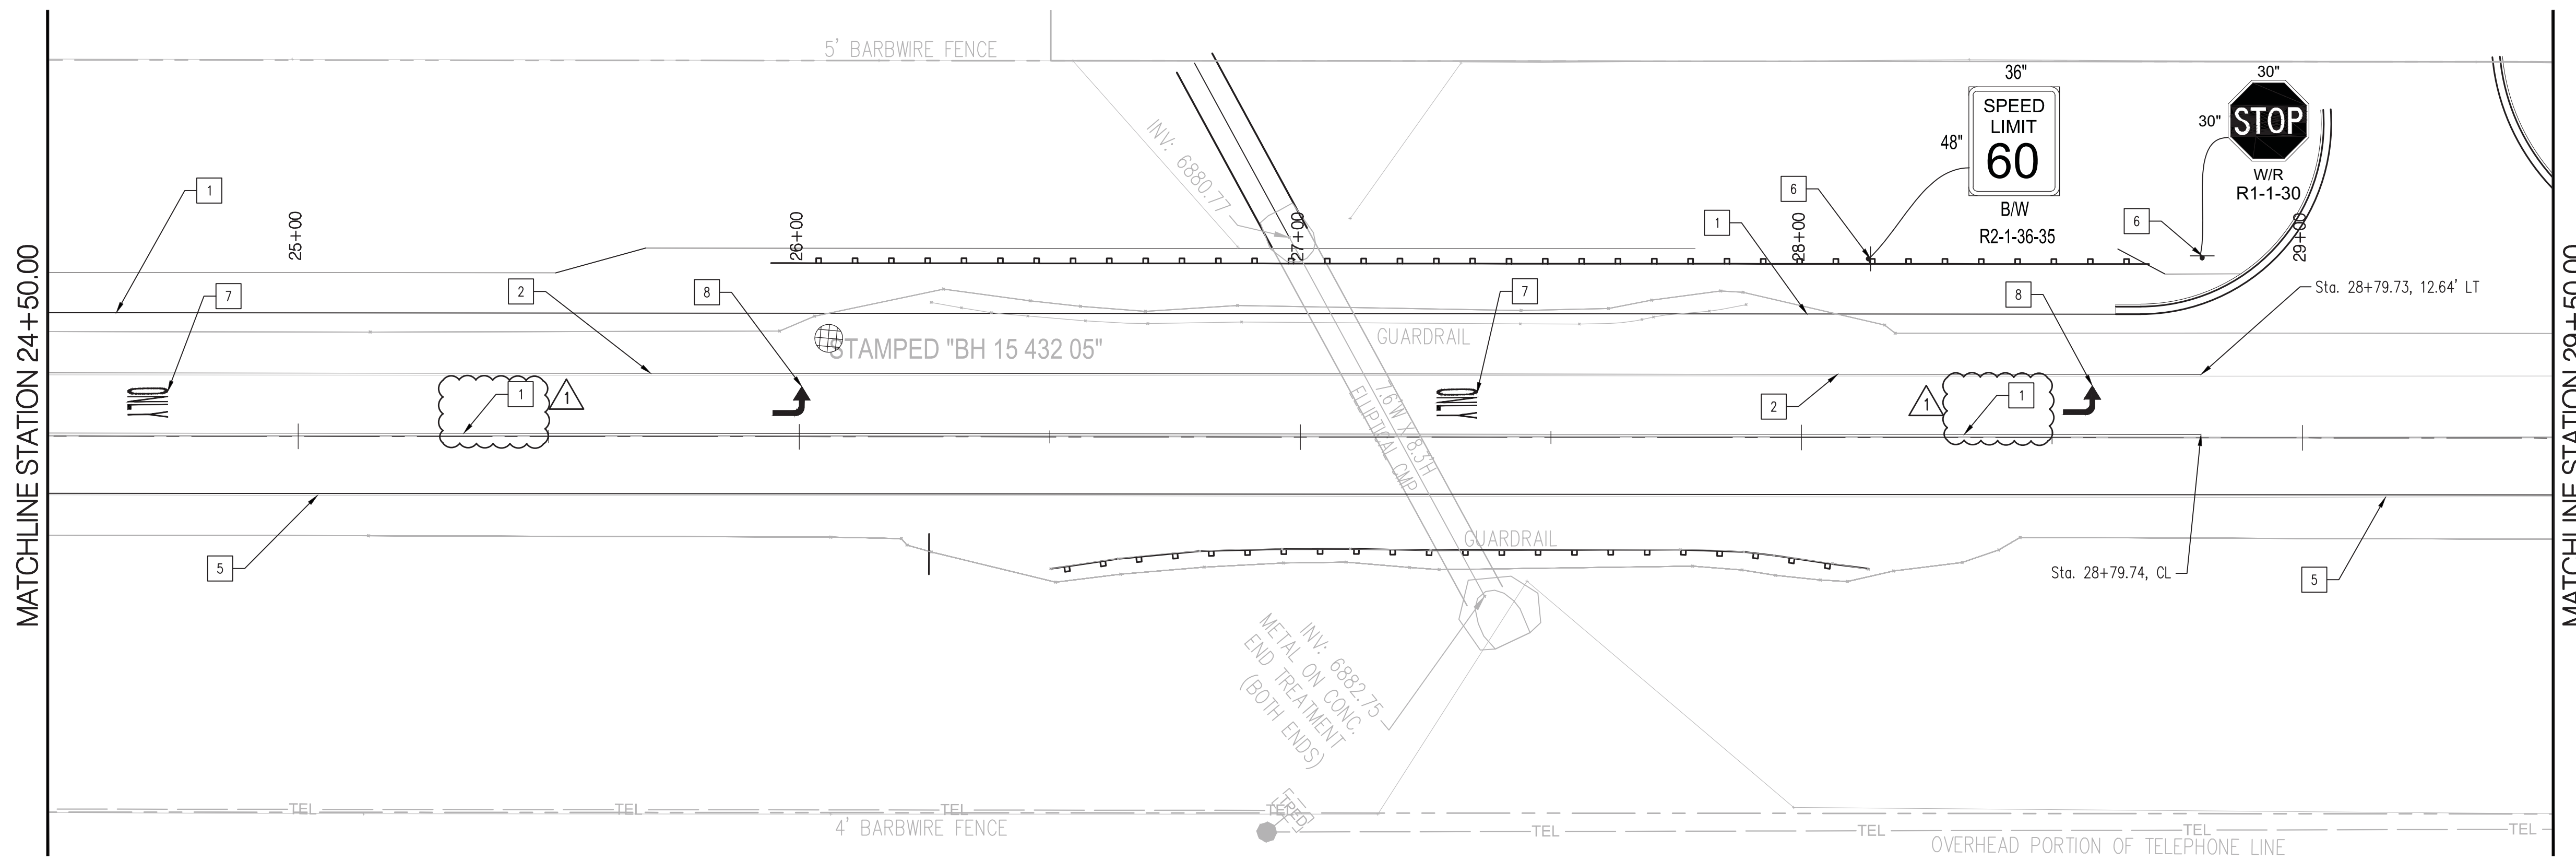 5' BARBWIRE FENCE
36"
48"
SPEED
LIMIT
60
B/W
R2-1-36-35
30"
30"
STOP
W/R
R1-1-30
INV: 6880.77
1
6
1
6
25+00
26+00
27+00
28+00
29+00
MATCHLINE STATION 24+50.00
MATCHLINE STATION 29+50.00
7
2
8
7
8
Sta. 28+79.73, 12.64' LT
GUARDRAIL
STAMPED "BH 15 432 05"
ONLY
1
1
ONLY
7.6'W X 8.3'H
ELLIPTICAL CMP
2
1
1
5
GUARDRAIL
Sta. 28+79.74, CL
5
INV: 6882.75
METAL ON CONC.
END TREATMENT
(BOTH ENDS)
TEL
TEL
TEL
TEL
TPED
4' BARBWIRE FENCE
TEL
TEL
TEL
TEL
OVERHEAD PORTION OF TELEPHONE LINE